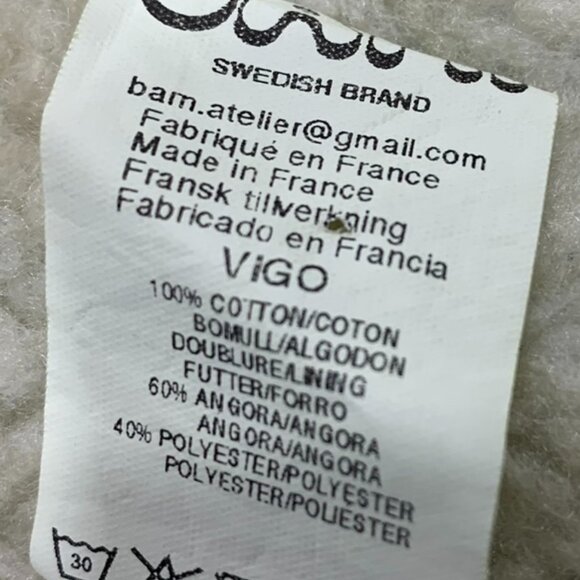 SWEDISH BRAND
bam.atelier@gmail.com
Fabriqué en France
Made in France
Fransk tillverkning
Fabricado en Francia
ViGO
100% COTTON/COTON
BOMULL/ALGODON
DOUBLURE/LINING
FUTTER/FORRO
60% ANGORA/ANGORA
ANGORA/ANGORA
40% POLYESTER/POLYESTER
POLYESTER/POLIESTER
30